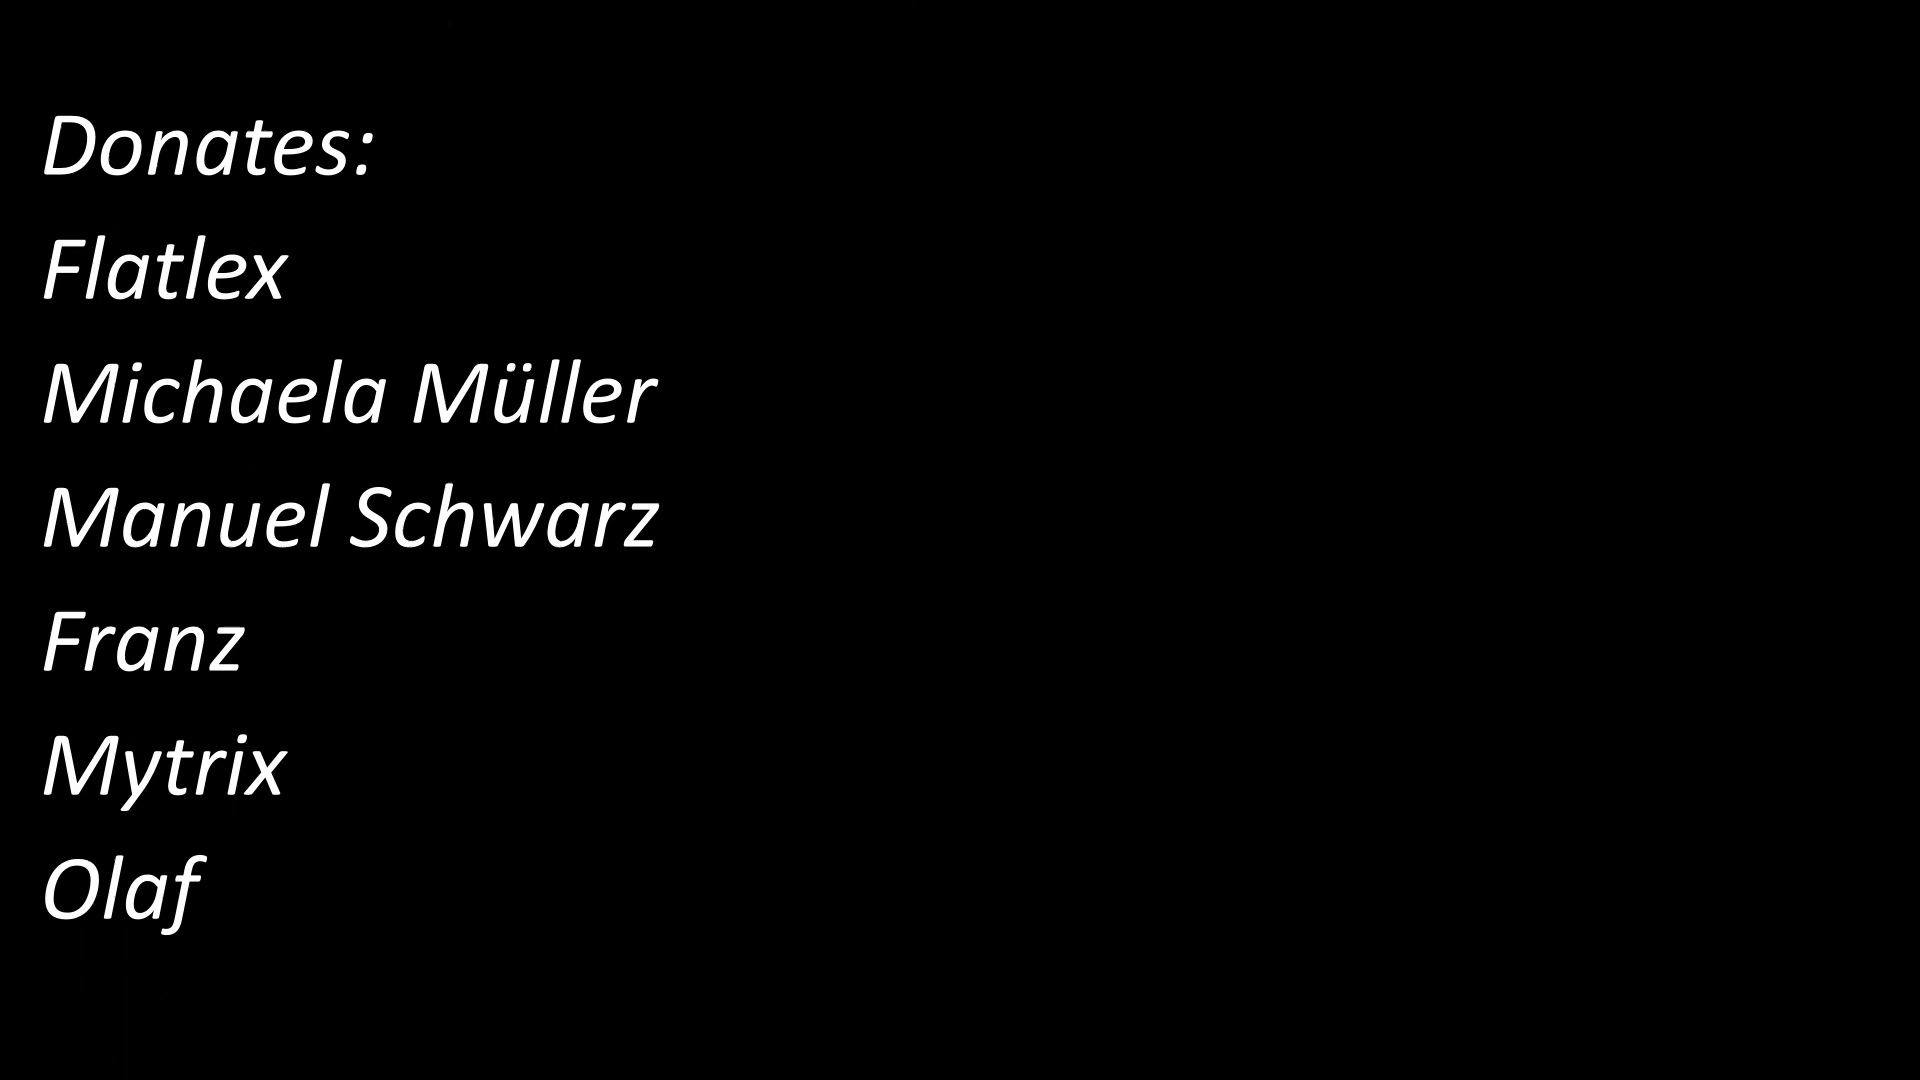 Donates:
Flatlex
Michaela Müller
Manuel Schwarz
Franz
Mytrix
Olaf